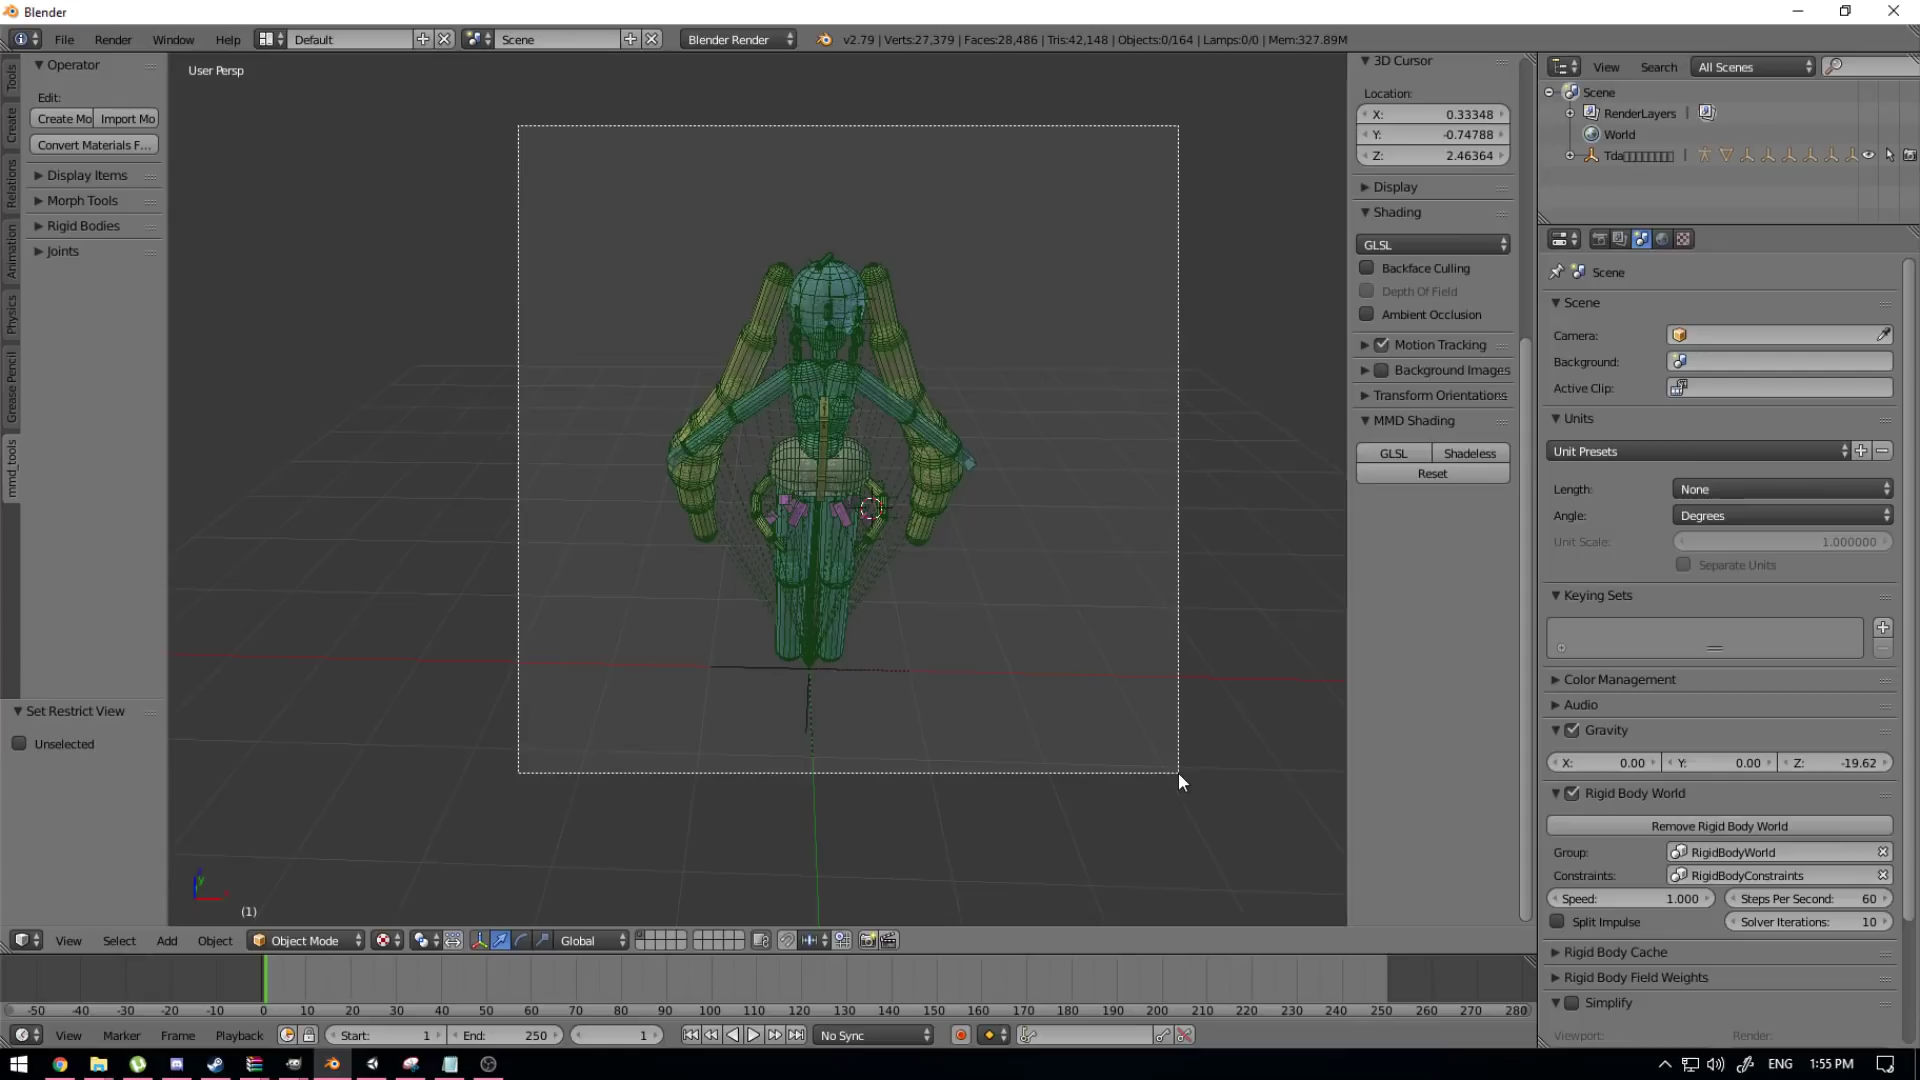 Blender
File Render Window Help
Default
Scene
Blender Render
v2.79 | Verts:27,379 | Faces:28,486 | Tris:42,148 | Objects:0/164 | Lamps:0/0 | Mem:327.89M
Tools
Create
Relations
Animation
Physics
Grease Pencil
mmd_tools
Operator
Edit:
Create Mo Import Mo
Convert Materials F...
Display Items
Morph Tools
Rigid Bodies
Joints
Set Restrict View
Unselected
User Persp
(1)
3D Cursor
Location:
X: 0.33348
Y: -0.74788
Z: 2.46364
Display
Shading
GLSL
Backface Culling
Depth Of Field
Ambient Occlusion
Motion Tracking
Background Images
Transform Orientations
MMD Shading
GLSL Shadeless
Reset
View Search All Scenes
Scene
RenderLayers
World
Tda
Scene
Scene
Camera:
Background:
Active Clip:
Units
Unit Presets
Length: None
Angle: Degrees
Unit Scale: 1.000000
Separate Units
Keying Sets
Color Management
Audio
Gravity
X: 0.00 Y: 0.00 Z: -19.62
Rigid Body World
Remove Rigid Body World
Group: RigidBodyWorld
Constraints: RigidBodyConstraints
Speed: 1.000 Steps Per Second: 60
Split Impulse Solver Iterations: 10
Rigid Body Cache
Rigid Body Field Weights
Simplify
Viewport: Render:
View Select Add Object Object Mode Global
-50 -40 -30 -20 -10 0 10 20 30 40 50 60 70 80 90 100 110 120 130 140 150 160 170 180 190 200 210 220 230 240 250 260 270 280
View Marker Frame Playback Start: 1 End: 250 1 No Sync
ENG 1:55 PM